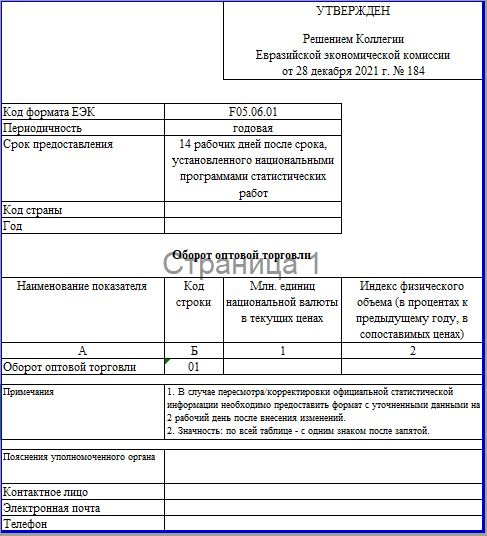 УТВЕРЖДЕН
Решением Коллегии
Евразийской экономической комиссии
от 28 декабря 2021 г. № 184
Код формата ЕЭК F05.06.01
Периодичность годовая
Срок предоставления 14 рабочих дней после срока,
установленного национальными
программами статистических
работ
Код страны
Год
Оборот оптовой торговли
Страница 1
Наименование показателя Код Млн. единиц Индекс физического
строки национальной валюты объема (в процентах к
в текущих ценах предыдущему году, в
сопоставимых ценах)
А Б 1 2
Оборот оптовой торговли 01
Примечания 1. В случае пересмотра/корректировки официальной статистической
информации необходимо предоставить формат с уточненными данными на
2 рабочий день после внесения изменений.
2. Значность: по всей таблице - с одним знаком после запятой.
Пояснения уполномоченного органа
Контактное лицо
Электронная почта
Телефон